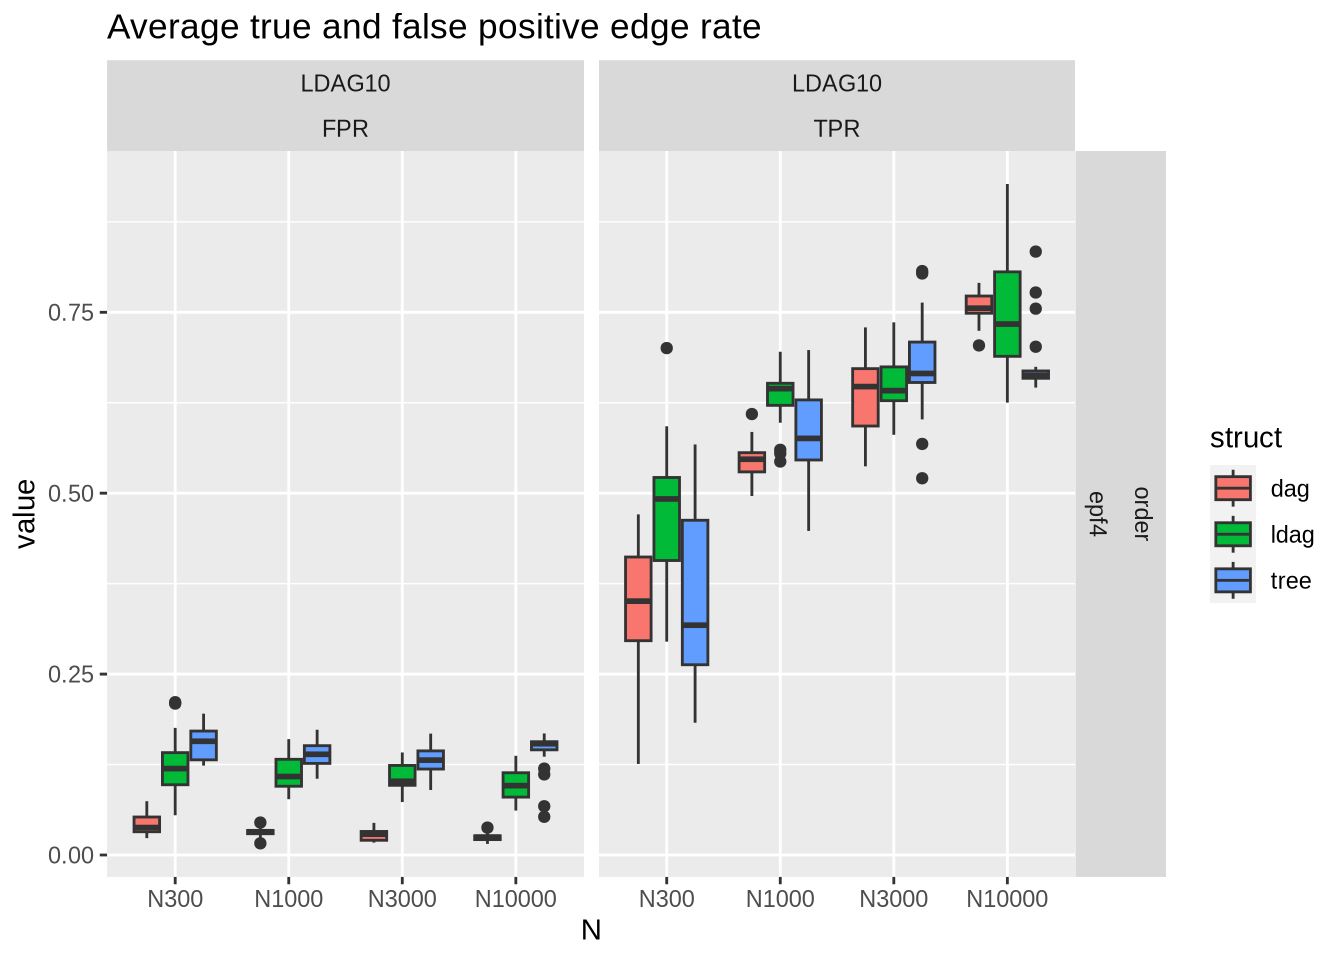 Average true and false positive edge rate
LDAG10
FPR
LDAG10
TPR
value
0.75
0.50
0.25
0.00
N300
N1000
N3000
N10000
N300
N1000
N3000
N10000
N
epf4
order
struct
dag
ldag
tree